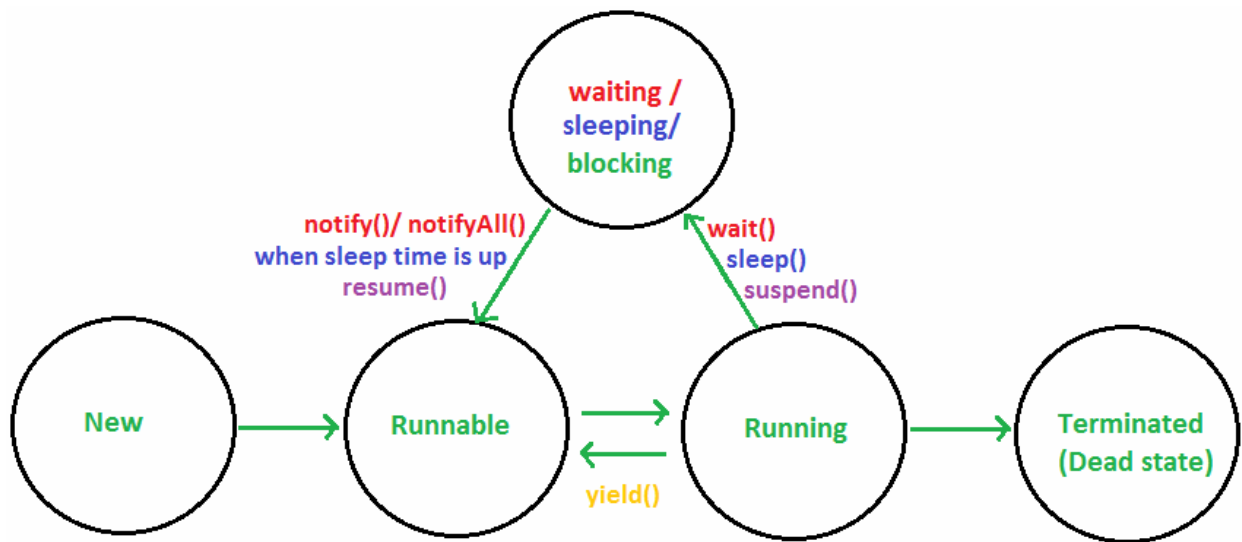 waiting /
sleeping/
blocking
notify()/ notifyAll()
when sleep time is up
resume()
wait()
sleep()
suspend()
New
Runnable
yield()
Running
Terminated
(Dead state)